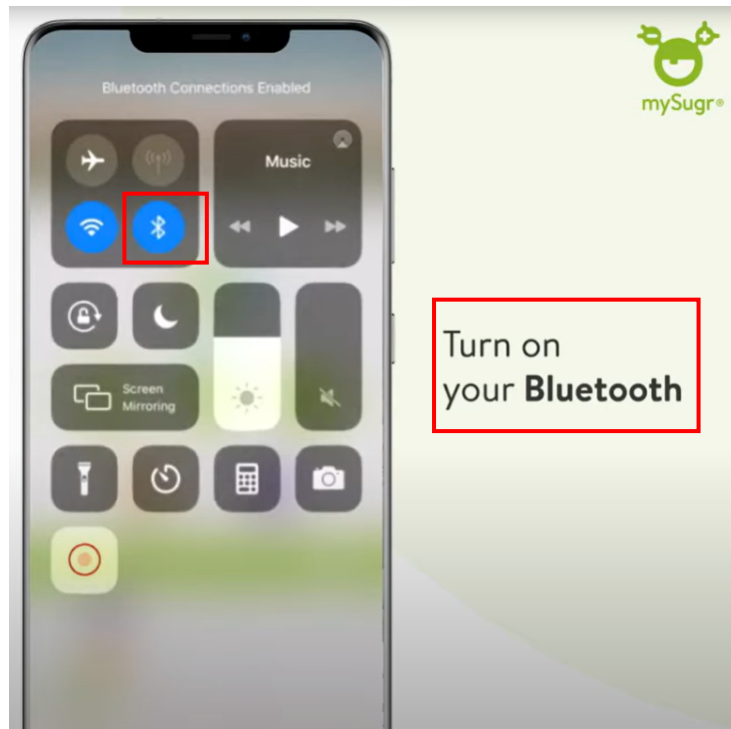 Bluetooth Connections Enabled
mySugr®
Music
Screen
Mirroring
Turn on
your Bluetooth